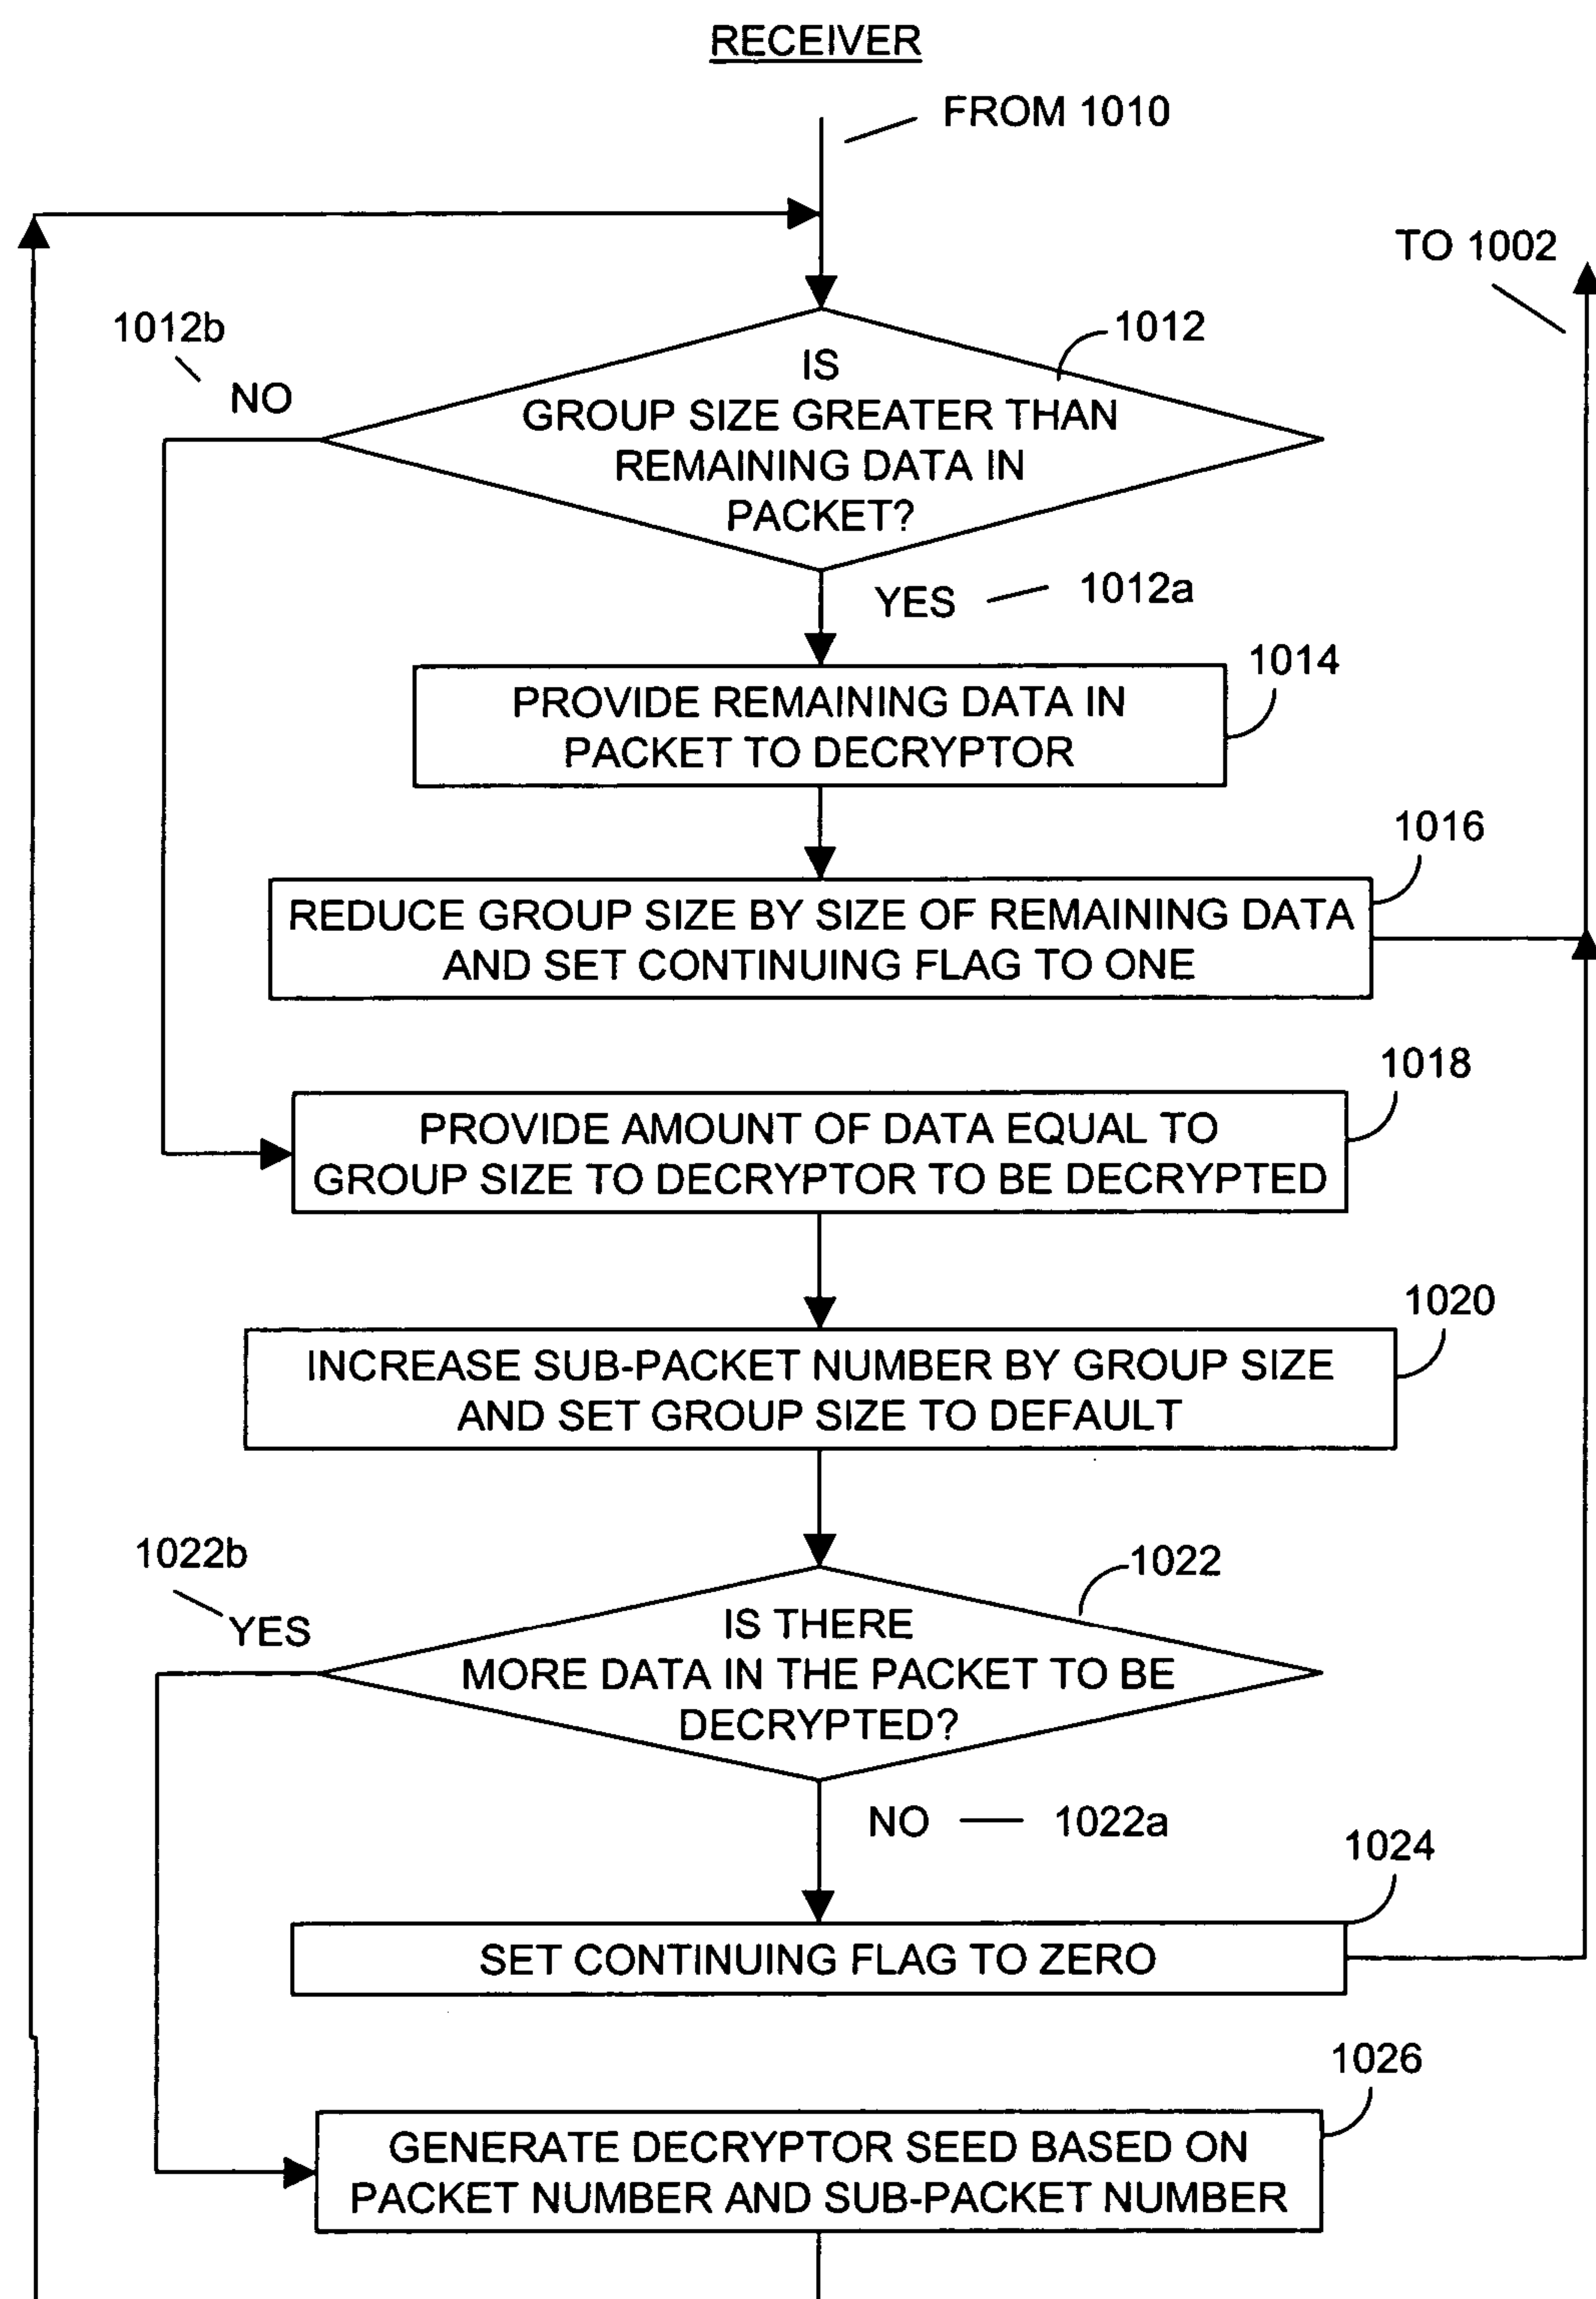 RECEIVER
FROM 1010
TO 1002
1012b
NO
1012
IS
GROUP SIZE GREATER THAN
REMAINING DATA IN
PACKET?
YES
1012a
1014
PROVIDE REMAINING DATA IN
PACKET TO DECRYPTOR
1016
REDUCE GROUP SIZE BY SIZE OF REMAINING DATA
AND SET CONTINUING FLAG TO ONE
1018
PROVIDE AMOUNT OF DATA EQUAL TO
GROUP SIZE TO DECRYPTOR TO BE DECRYPTED
1020
INCREASE SUB-PACKET NUMBER BY GROUP SIZE
AND SET GROUP SIZE TO DEFAULT
1022b
YES
1022
IS THERE
MORE DATA IN THE PACKET TO BE
DECRYPTED?
NO
1022a
1024
SET CONTINUING FLAG TO ZERO
1026
GENERATE DECRYPTOR SEED BASED ON
PACKET NUMBER AND SUB-PACKET NUMBER